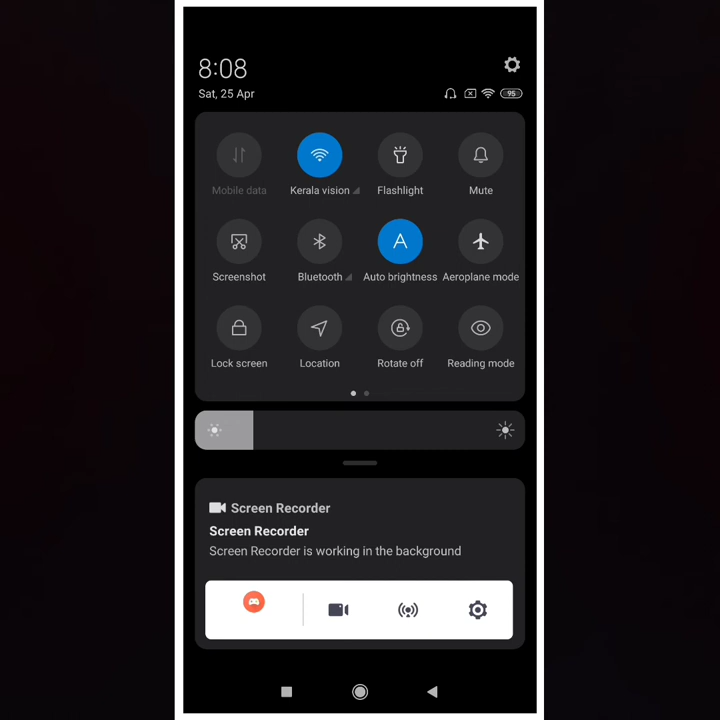 8:08
Sat, 25 Apr
95
Mobile data Kerala vision Flashlight Mute
Screenshot Bluetooth Auto brightness Aeroplane mode
A
Lock screen Location Rotate off Reading mode
Screen Recorder
Screen Recorder
Screen Recorder is working in the background